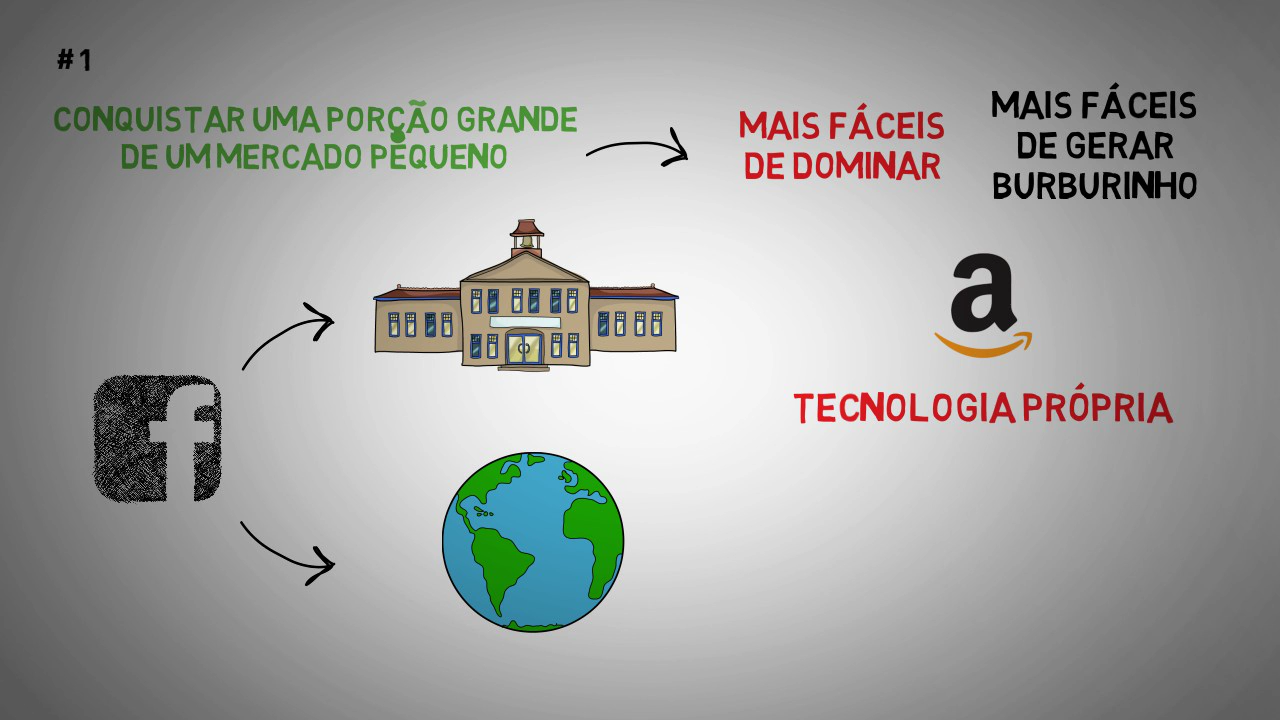 #1
CONQUISTAR UMA PORÇÃO GRANDE
DE UM MERCADO PEQUENO
MAIS FÁCEIS
DE DOMINAR
MAIS FÁCEIS
DE GERAR
BURBURINHO
f
a
TECNOLOGIA PRÓPRIA